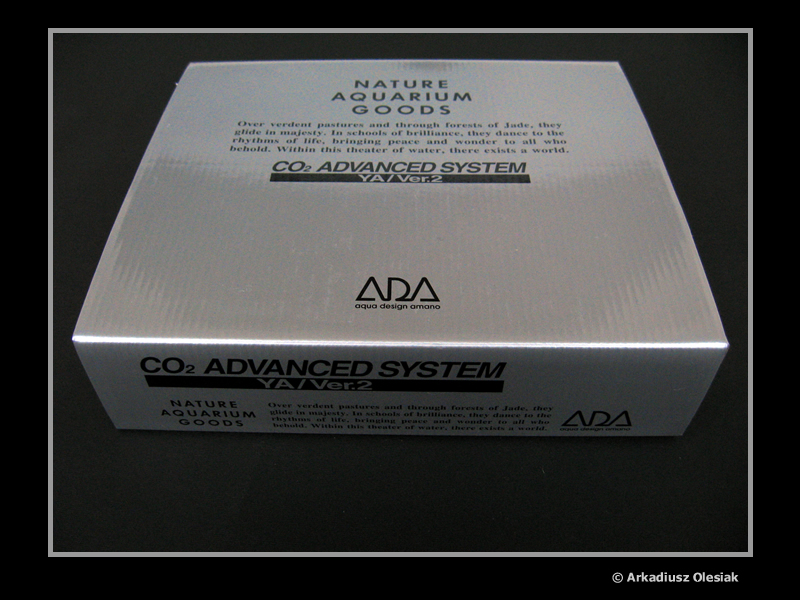 NATURE
AQUARIUM
GOODS
Over verdent pastures and through forests of Jade, they
glide in majesty. In schools of brilliance, they dance to the
rhythms of life, bringing peace and wonder to all who
behold. Within this theater of water, there exists a world.
CO₂ ADVANCED SYSTEM
YA/Ver.2
ADA
aqua design amano
CO₂ ADVANCED SYSTEM
YA/Ver.2
NATURE
AQUARIUM
GOODS
Over verdent pastures and through forests of Jade, they
glide in majesty. In schools of brilliance, they dance to the
rhythms of life, bringing peace and wonder to all who
behold. Within this theater of water, there exists a world.
ADA
aqua design amano
© Arkadiusz Olesiak